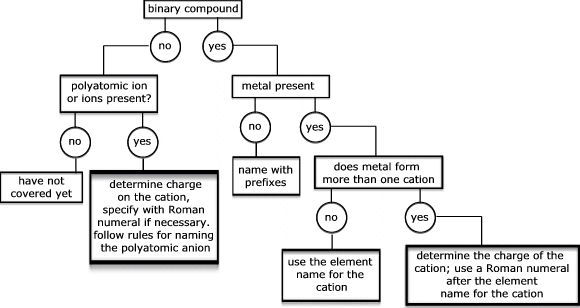 binary compound
no
yes
polyatomic ion
or ions present?
metal present
no
yes
no
yes
have not
covered yet
determine charge
on the cation,
specify with Roman
numeral if necessary.
follow rules for naming
the polyatomic anion
name with
prefixes
does metal form
more than one cation
no
yes
use the element
name for the
cation
determine the charge of the
cation; use a Roman numeral
after the element
name for the cation